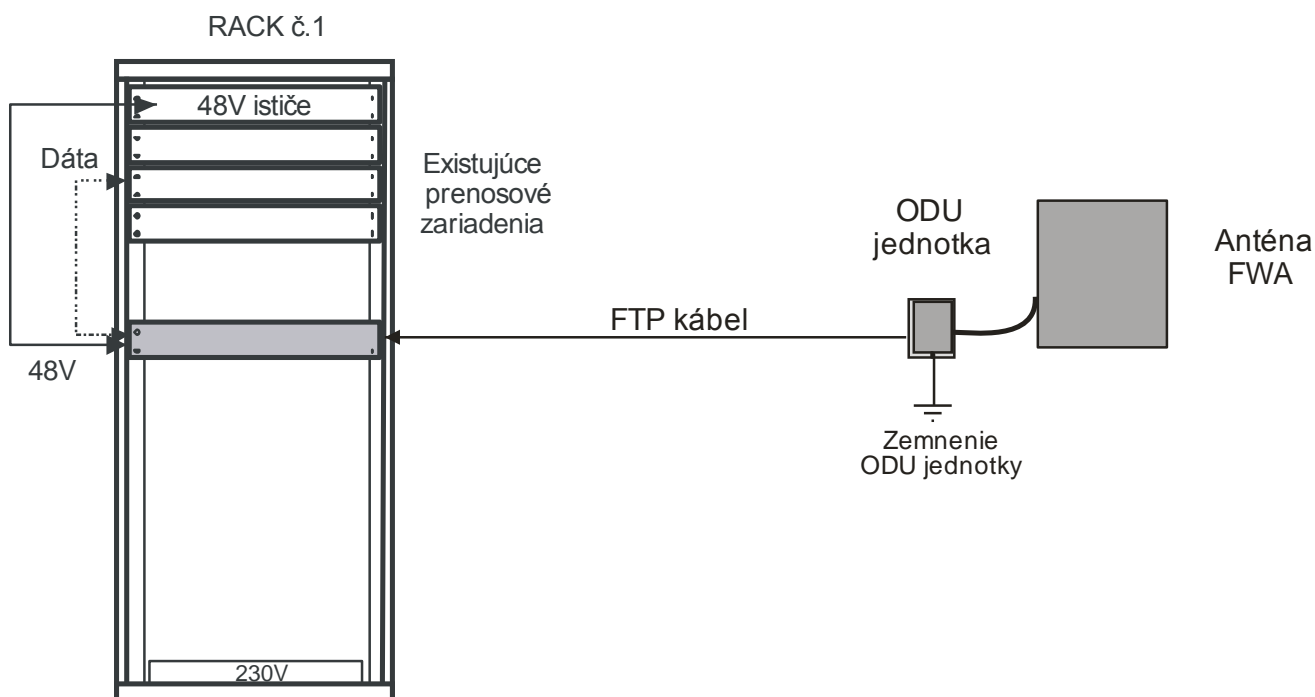 RACK č.1
48V ističe
Dáta
Existujúce
prenosové
zariadenia
48V
230V
FTP kábel
ODU
jednotka
Zemnenie
ODU jednotky
Anténa
FWA